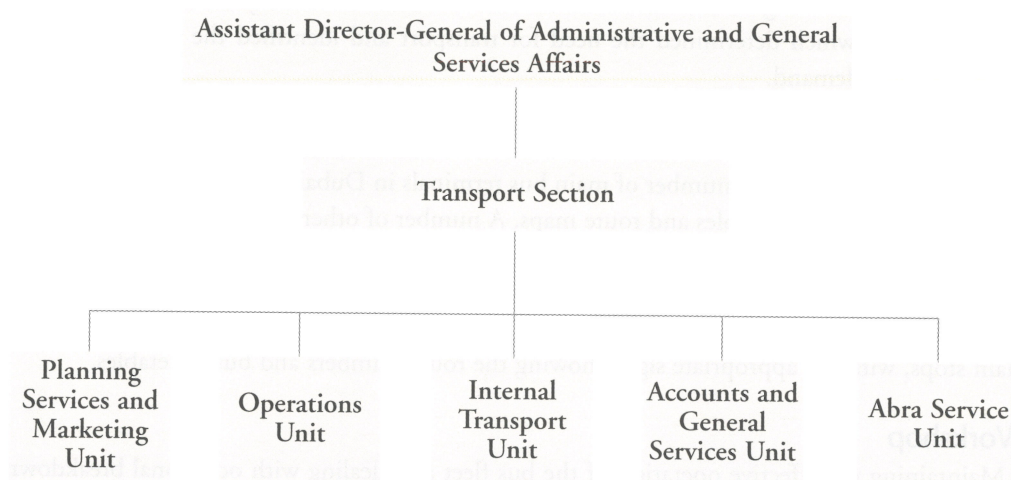 Assistant Director-General of Administrative and General
Services Affairs
Transport Section
Planning
Services and
Marketing
Unit
Operations
Unit
Internal
Transport
Unit
Accounts and
General
Services Unit
Abra Service
Unit